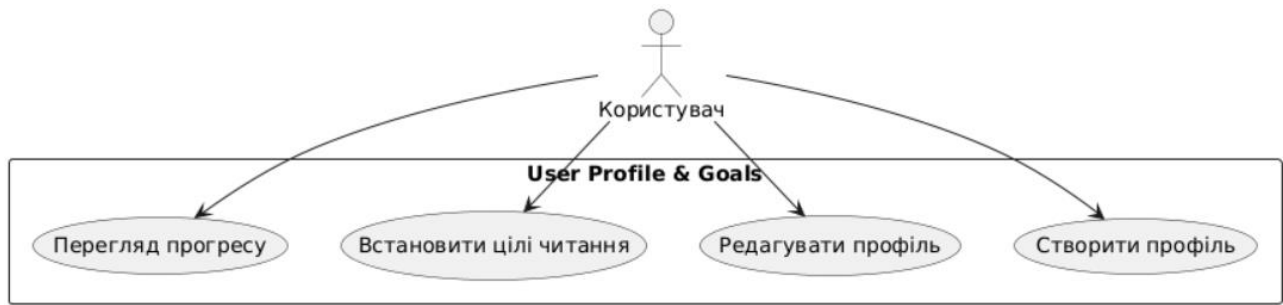 Користувач
User Profile & Goals
Перегляд прогресу
Встановити цілі читання
Редагувати профіль
Створити профіль